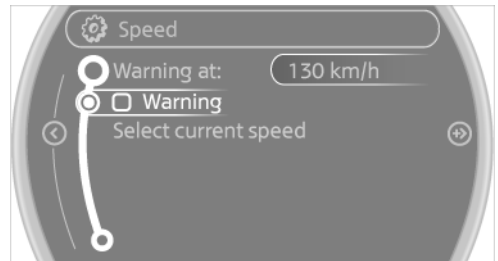 Speed
Warning at: 130 km/h
Warning
Select current speed